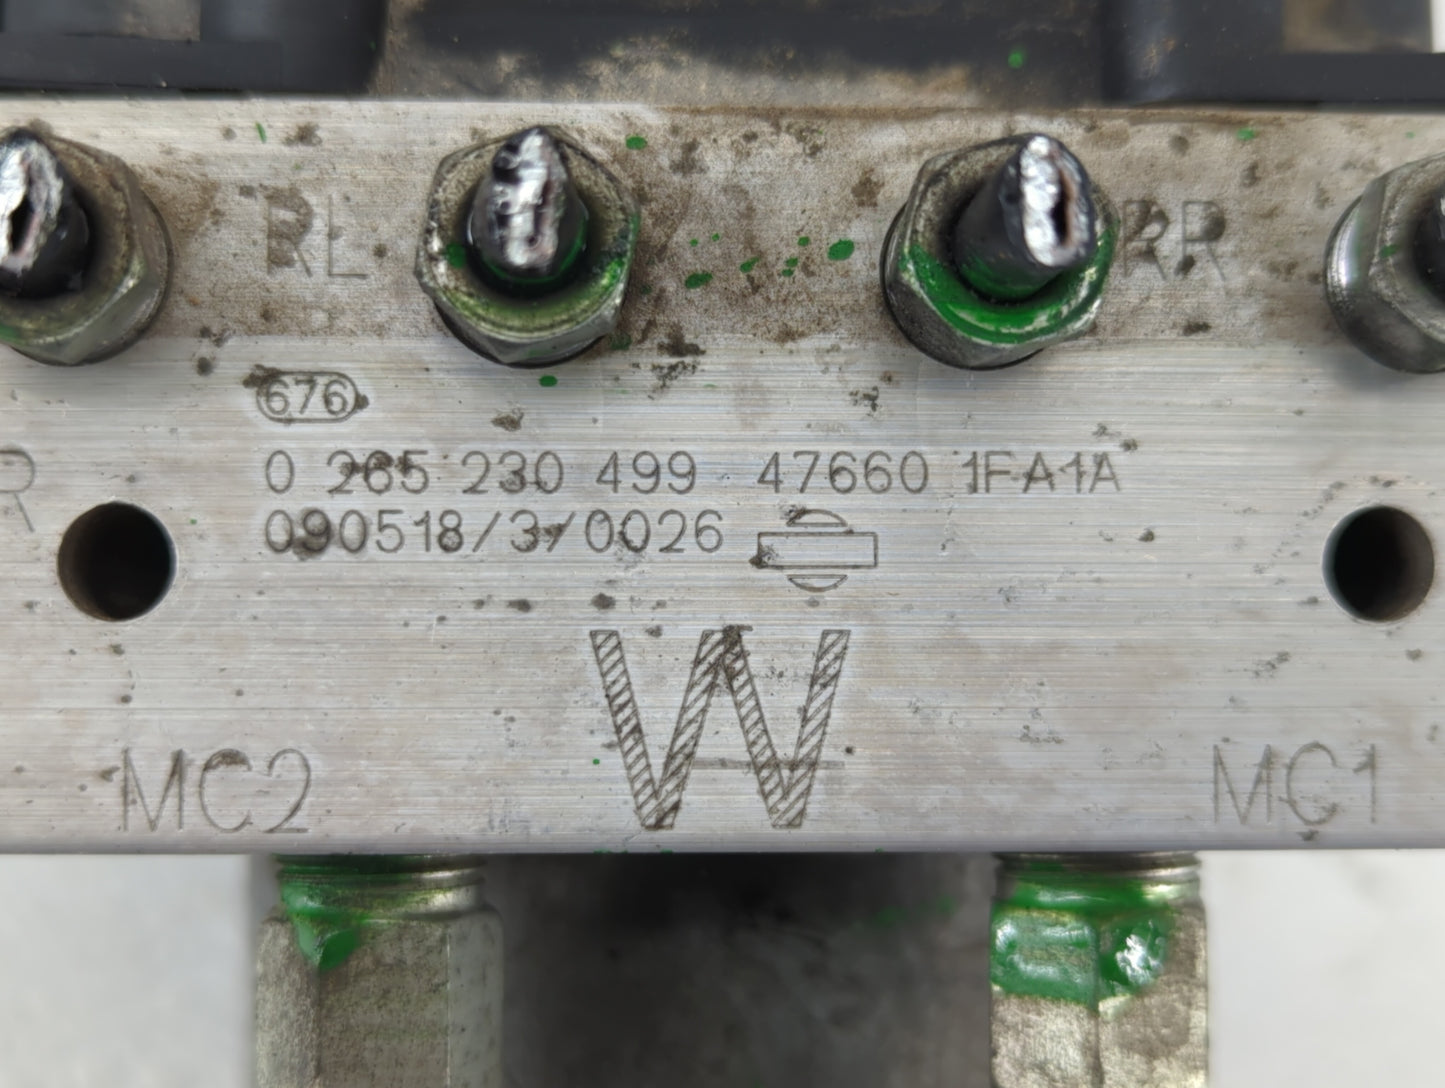 RL RR
676
R
0 265 230 499 47660 1FA1A
090518/3/0026
W
MC2 MC1